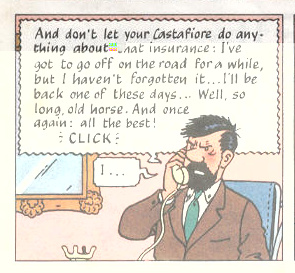 And don't let your Castafiore do any-
thing about hat insurance: I've
got to go off on the road for a while,
but I haven't forgotten it...I'll be
back one of these days... Well, so
long, old horse. And once
again: all the best!
CLICK
I ...